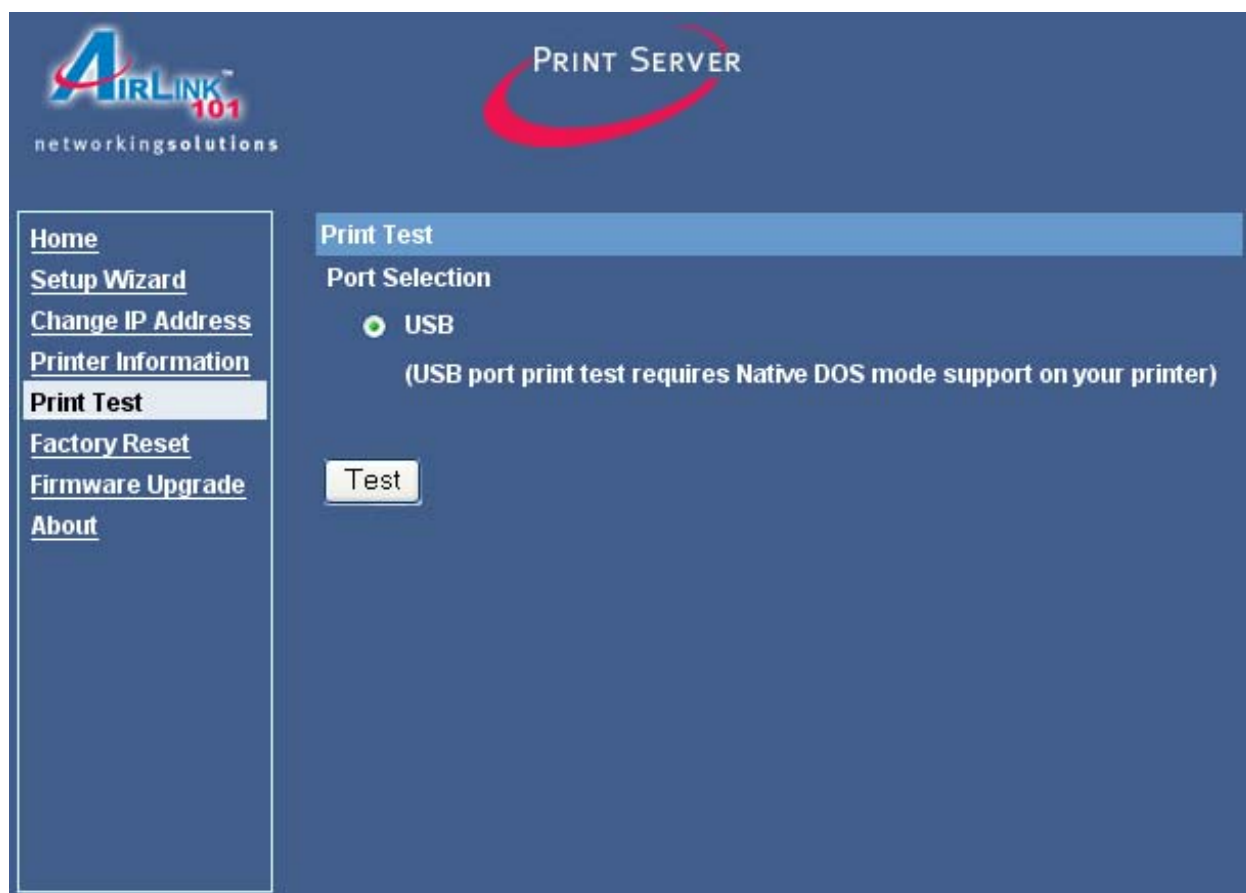 AIRLINK™
101
networkingsolutions
PRINT SERVER
Home
Setup Wizard
Change IP Address
Printer Information
Print Test
Factory Reset
Firmware Upgrade
About
Print Test
Port Selection
USB
(USB port print test requires Native DOS mode support on your printer)
Test